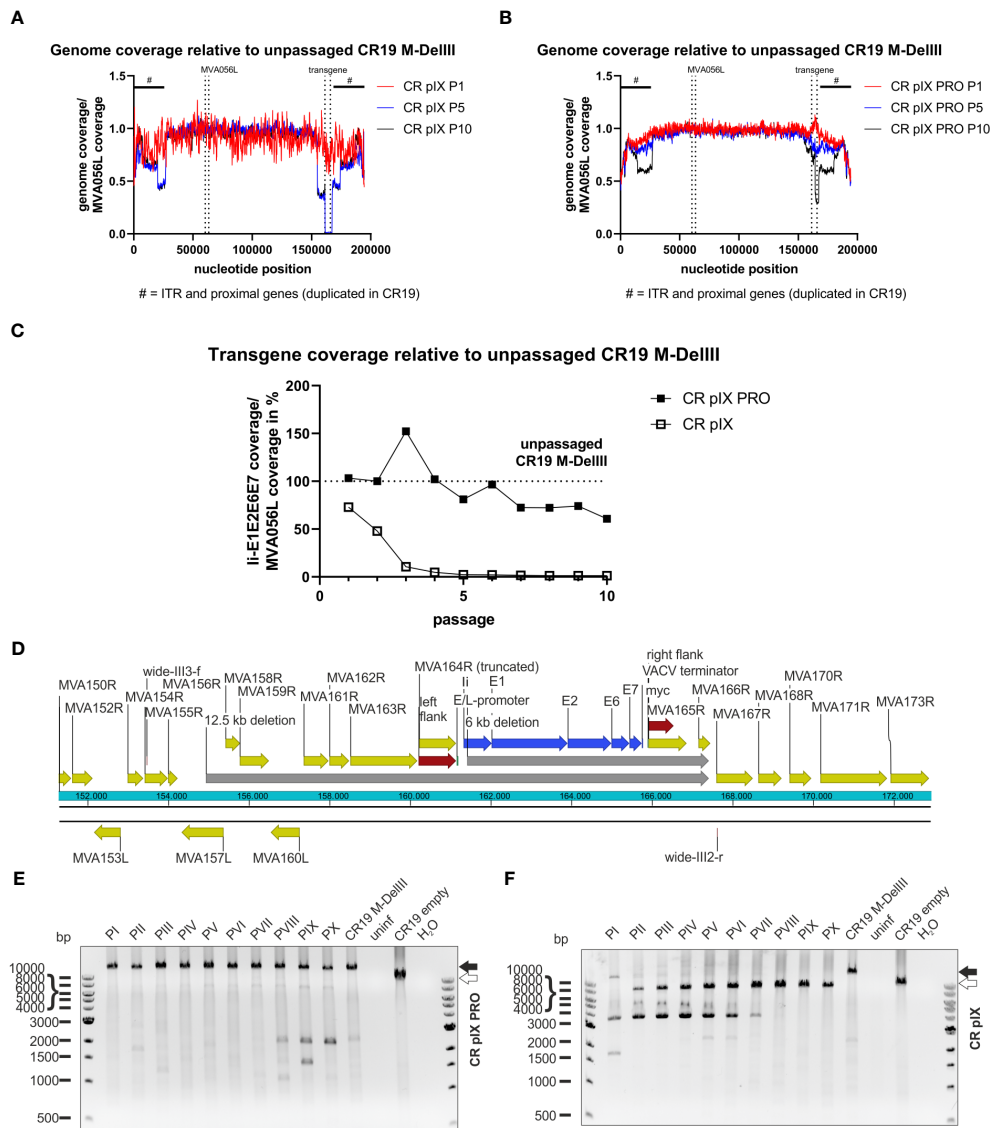 A
Genome coverage relative to unpassaged CR19 M-DelIII
genome coverage/
MVA056L coverage
1.5
1.0
0.5
0.0
#
MVA056L
transgene
#
CR pIX P1
CR pIX P5
CR pIX P10
0
50000
100000
150000
200000
nucleotide position
# = ITR and proximal genes (duplicated in CR19)
B
Genome coverage relative to unpassaged CR19 M-DelIII
genome coverage/
MVA056L coverage
1.5
1.0
0.5
0.0
#
MVA056L
transgene
#
CR pIX PRO P1
CR pIX PRO P5
CR pIX PRO P10
0
50000
100000
150000
200000
nucleotide position
# = ITR and proximal genes (duplicated in CR19)
C
Transgene coverage relative to unpassaged CR19 M-DelIII
Ii-E1E2E6E7 coverage/
MVA056L coverage in %
200
150
100
50
0
unpassaged
CR19 M-DelIII
CR pIX PRO
CR pIX
0
5
10
passage
D
MVA150R
MVA152R
wide-III3-f
MVA154R
MVA156R
MVA155R
12.5 kb deletion
MVA158R
MVA159R
MVA161R
MVA162R
MVA163R
MVA164R (truncated)
left
flank
Ii
E1
E/L-promoter
6 kb deletion
E2
E6
E7
right flank
VACV terminator
myc
MVA165R
MVA166R
MVA167R
MVA168R
MVA170R
MVA171R
MVA173R
152.000
154.000
156.000
158.000
160.000
162.000
164.000
166.000
168.000
170.000
172.000
MVA153L
MVA157L
MVA160L
wide-III2-r
E
bp
PI
PII
PIII
PIV
PV
PVI
PVII
PVIII
PIX
PX
CR19 M-DelIII
uninf
CR19 empty
H2O
10000
8000
6000
5000
4000
3000
2000
1500
1000
500
CR pIX PRO
F
bp
PI
PII
PIII
PIV
PV
PVI
PVII
PVIII
PIX
PX
CR19 M-DelIII
uninf
CR19 empty
H2O
10000
8000
6000
5000
4000
3000
2000
1500
1000
500
CR pIX